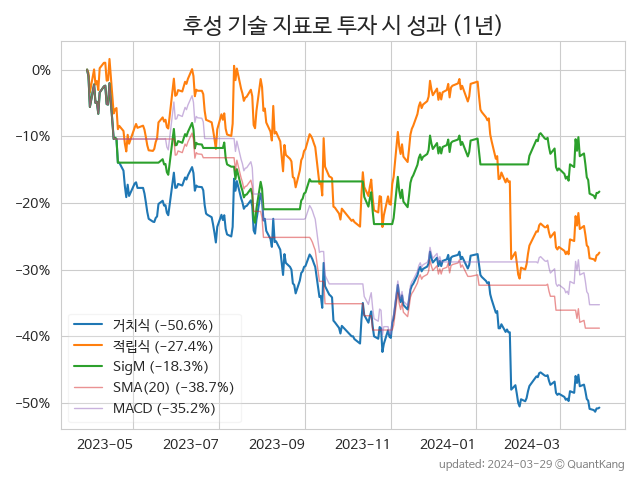 후성 기술 지표로 투자 시 성과 (1년)
0%
−10%
−20%
−30%
−40%
−50%
거치식 (−50.6%)
적립식 (−27.4%)
SigM (−18.3%)
SMA(20) (−38.7%)
MACD (−35.2%)
2023-05 2023-07 2023-09 2023-11 2024-01 2024-03
updated: 2024-03-29 © QuantKang